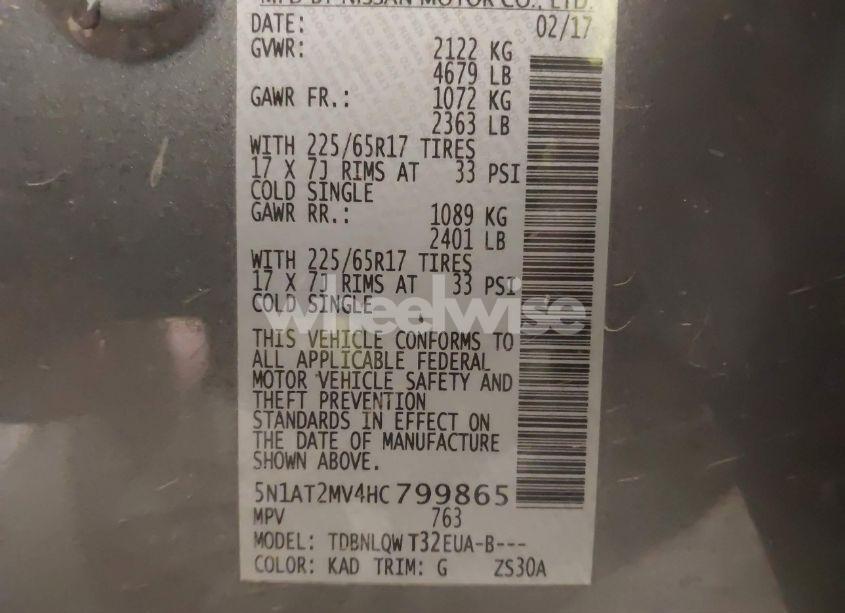 MFD BY NISSAN MOTOR CO., LTD.
DATE: 02/17
GVWR: 2122 KG
4679 LB
GAWR FR.: 1072 KG
2363 LB
WITH 225/65R17 TIRES
17 X 7J RIMS AT 33 PSI
COLD SINGLE
GAWR RR.: 1089 KG
2401 LB
WITH 225/65R17 TIRES
17 X 7J RIMS AT 33 PSI
COLD SINGLE
wheelwise
THIS VEHICLE CONFORMS TO
ALL APPLICABLE FEDERAL
MOTOR VEHICLE SAFETY AND
THEFT PREVENTION
STANDARDS IN EFFECT ON
THE DATE OF MANUFACTURE
SHOWN ABOVE.
5N1AT2MV4HC799865
MPV 763
MODEL: TDBNLQW T32EUA-B---
COLOR: KAD TRIM: G ZS30A